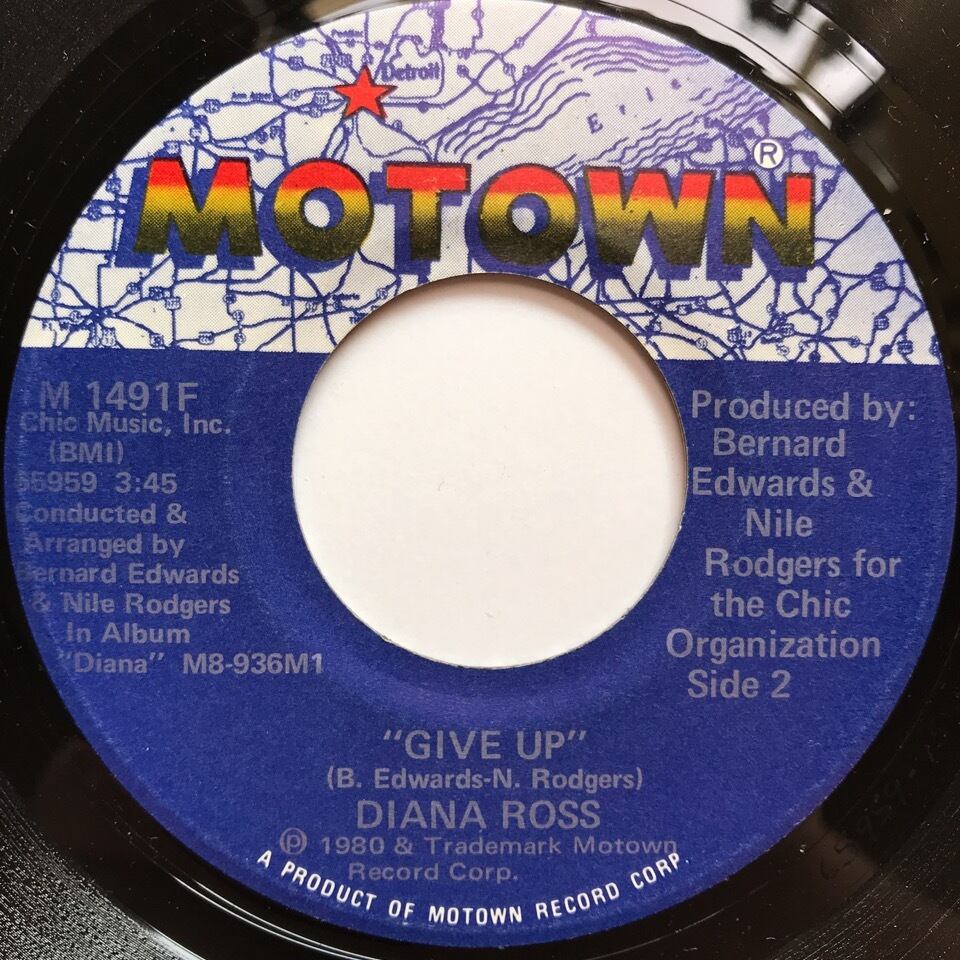 Detroit
Erie
MOTOWN®
M 1491F
Chic Music, Inc.
(BMI)
3:45
Conducted &
Arranged by
Bernard Edwards
& Nile Rodgers
In Album
"Diana" M8-936M1
Produced by:
Bernard
Edwards &
Nile
Rodgers for
the Chic
Organization
Side 2
"GIVE UP"
(B. Edwards-N. Rodgers)
DIANA ROSS
℗ 1980 & Trademark Motown
Record Corp.
A PRODUCT OF MOTOWN RECORD CORP.